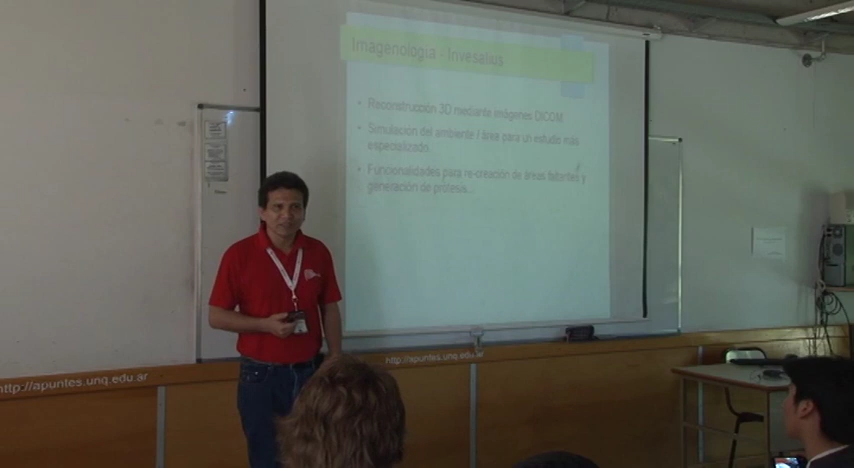 Imagenología - Invesalius
• Reconstrucción 3D mediante imágenes DICOM
• Simulación del ambiente / área para un estudio más
especializado.
• Funcionalidades para re-creación de áreas faltantes y
generación de prótesis...
http://apuntes.unq.edu.ar
http://apuntes.unq.edu.ar